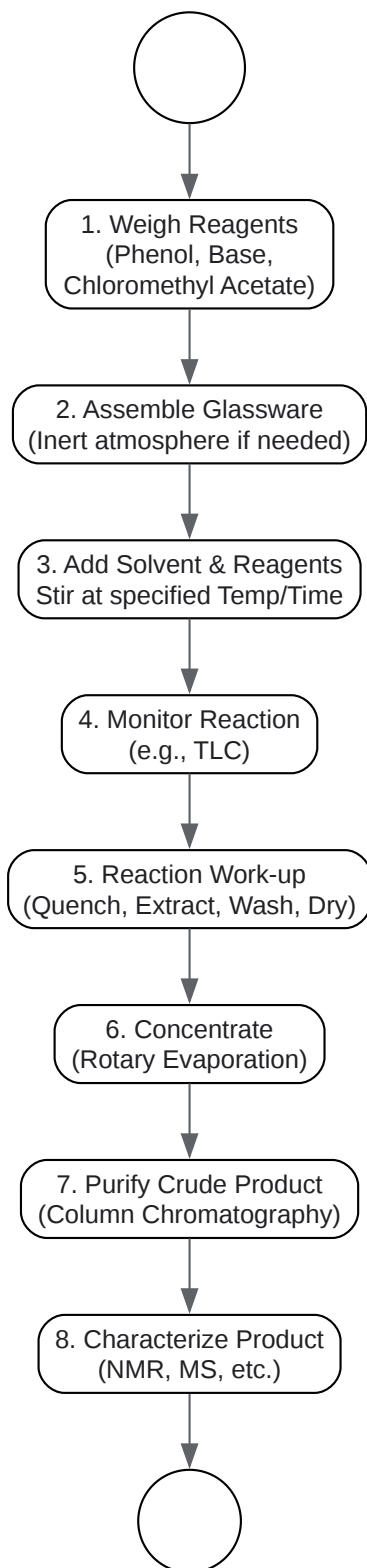 1. Weigh Reagents
(Phenol, Base,
Chloromethyl Acetate)
2. Assemble Glassware
(Inert atmosphere if needed)
3. Add Solvent & Reagents
Stir at specified Temp/Time
4. Monitor Reaction
(e.g., TLC)
5. Reaction Work-up
(Quench, Extract, Wash, Dry)
6. Concentrate
(Rotary Evaporation)
7. Purify Crude Product
(Column Chromatography)
8. Characterize Product
(NMR, MS, etc.)